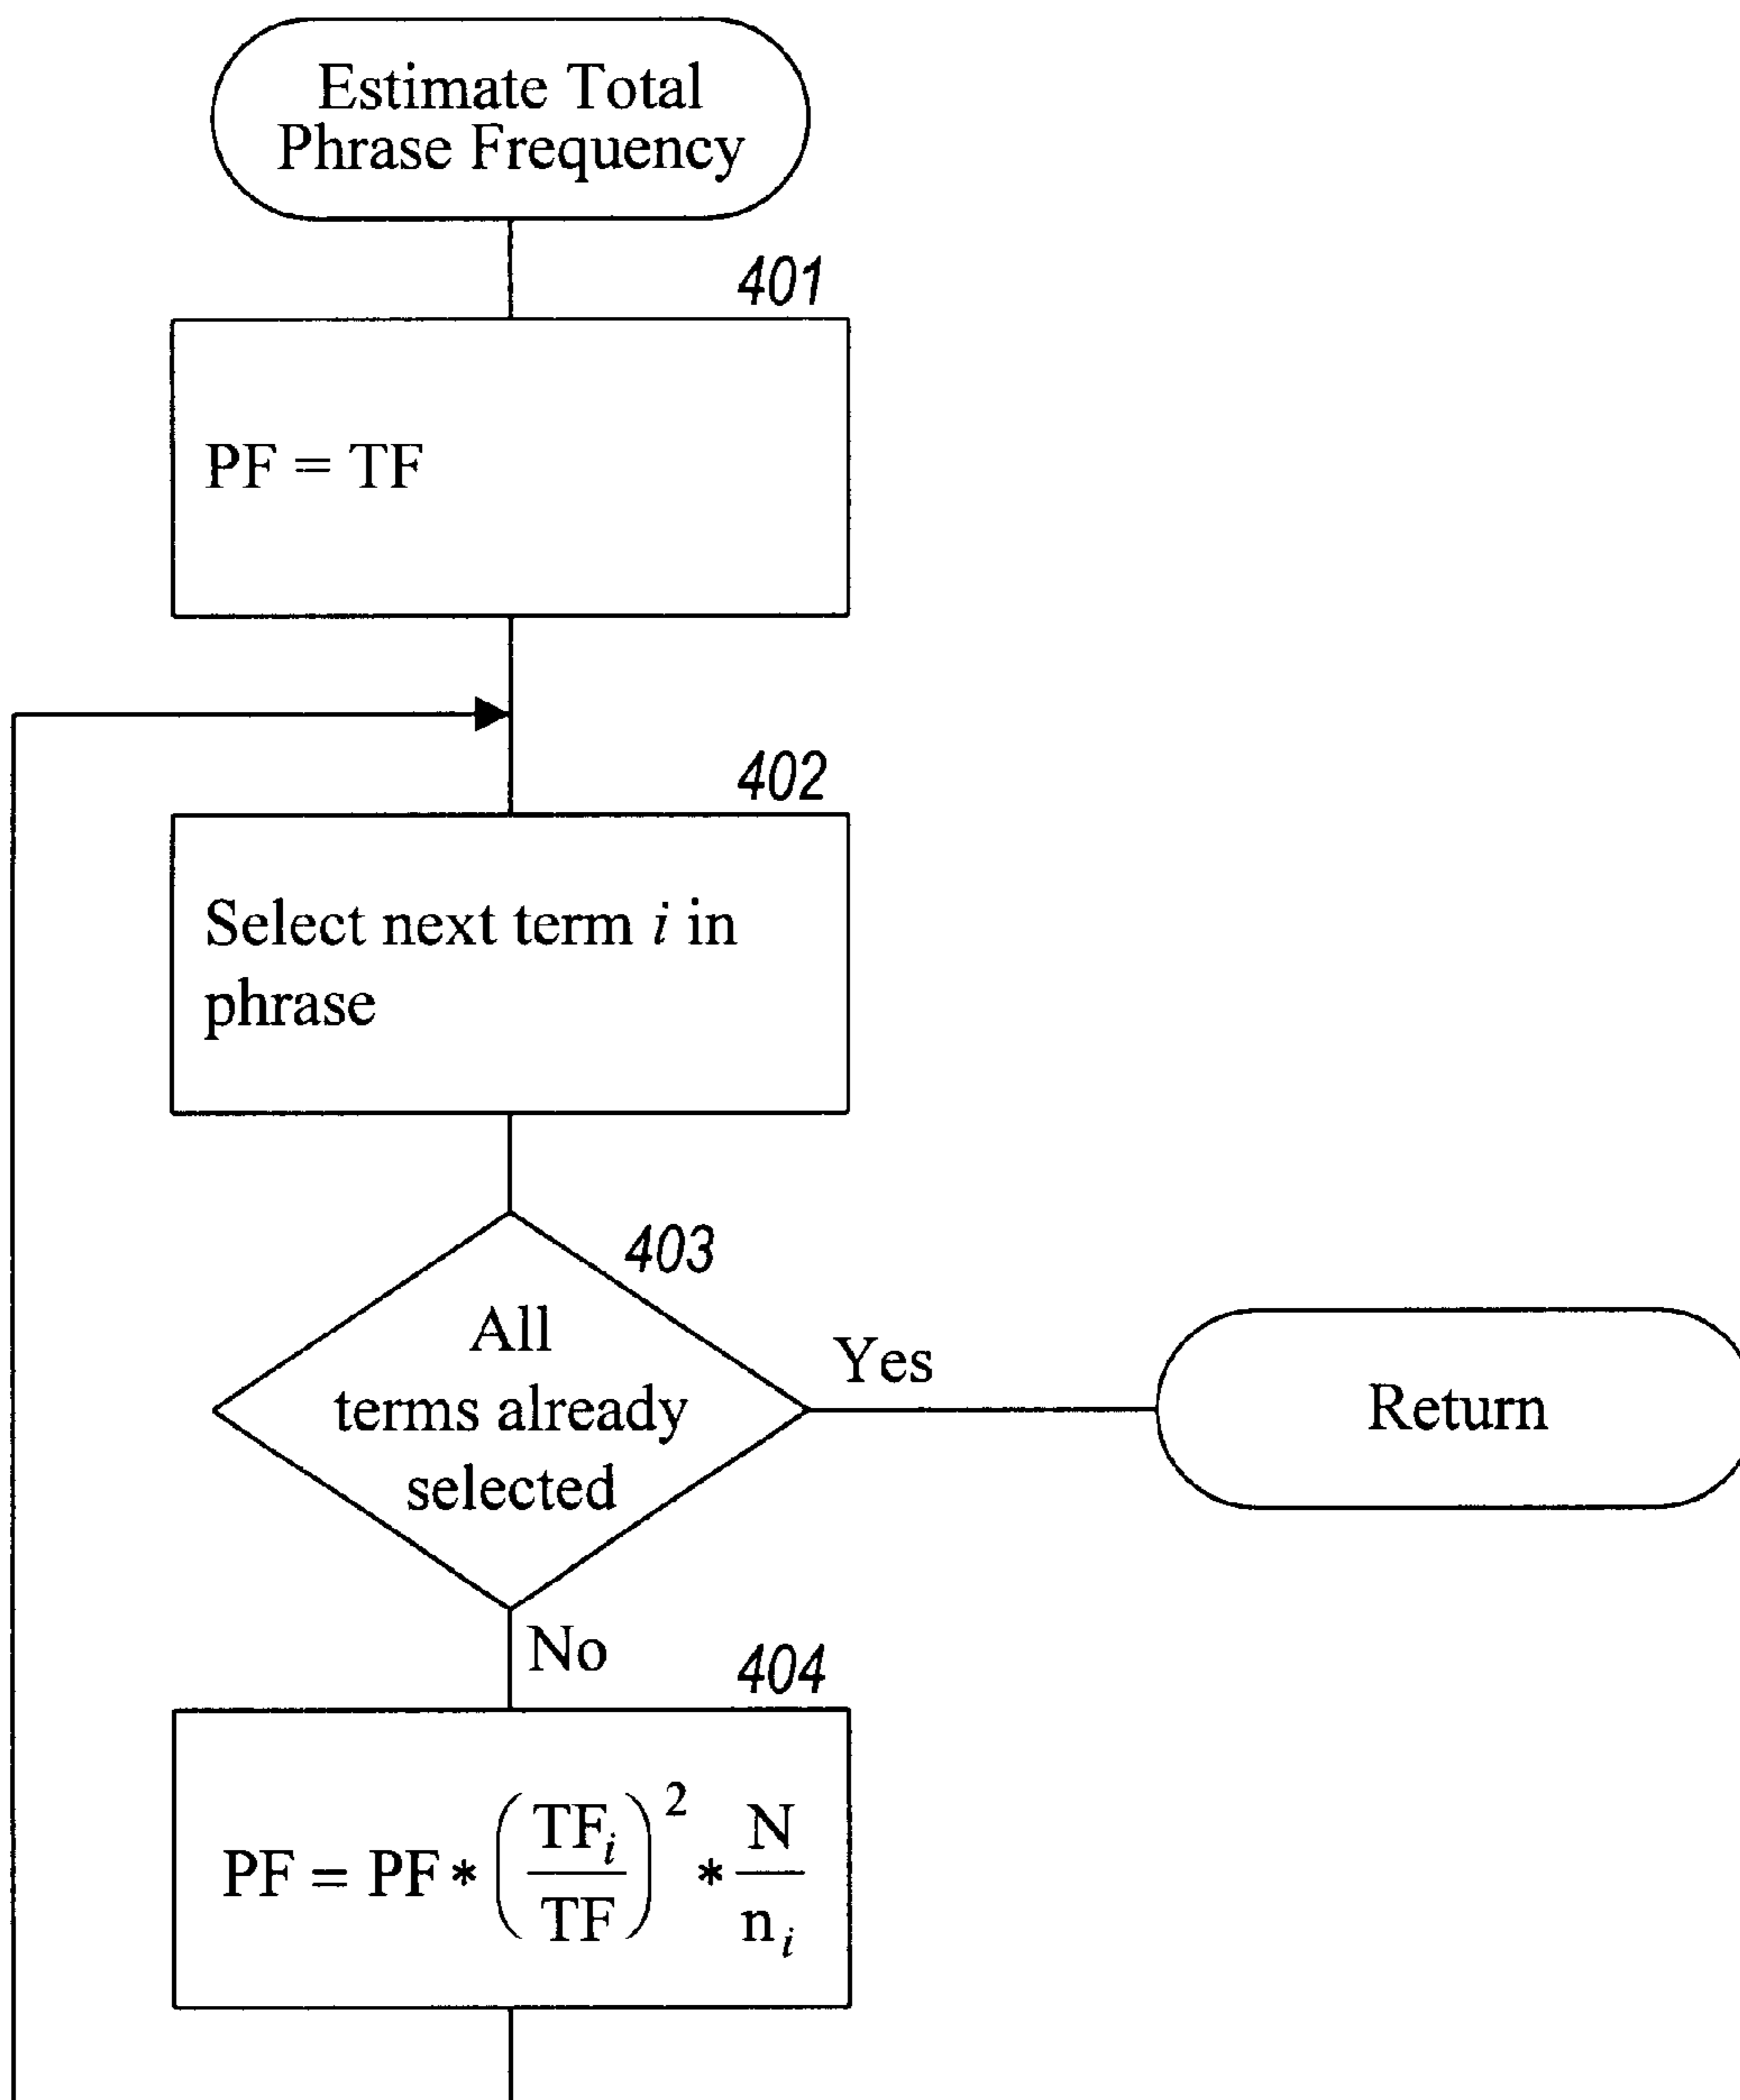 Estimate Total
Phrase Frequency
401
PF = TF
402
Select next term i in
phrase
403
All
terms already
selected
Yes
Return
No
404
PF = PF * (TF_i / TF)^2 * N / n_i